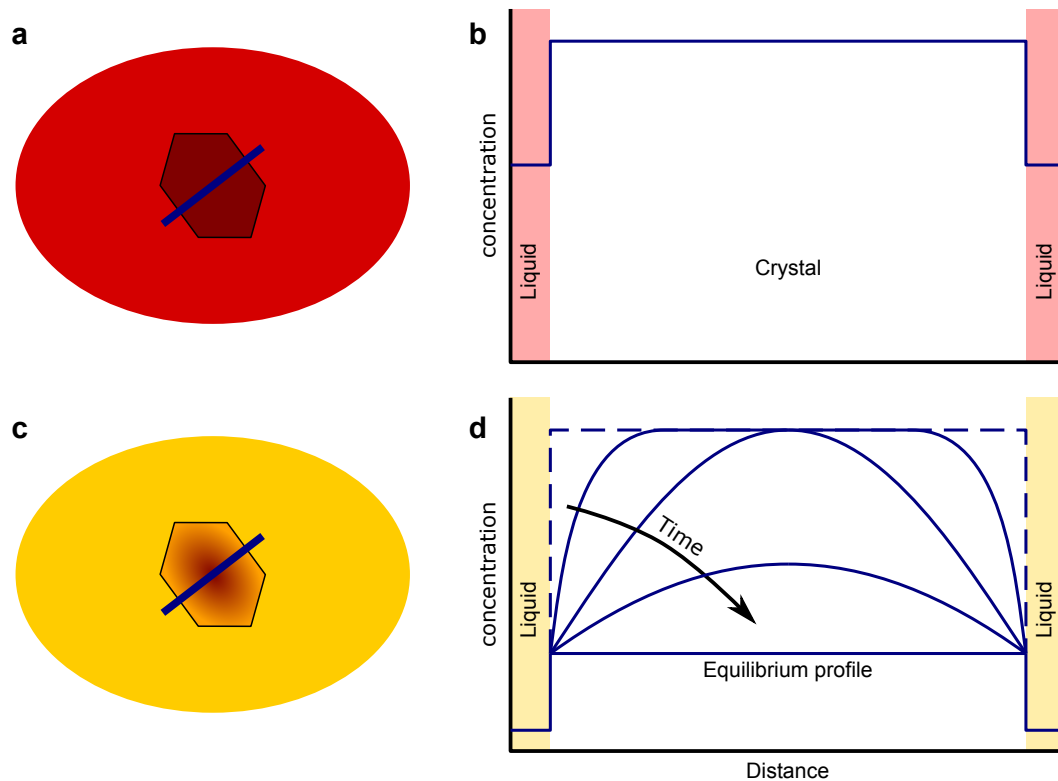 a
b
concentration
Liquid
Crystal
Liquid
c
d
concentration
Liquid
Time
Liquid
Equilibrium profile
Distance